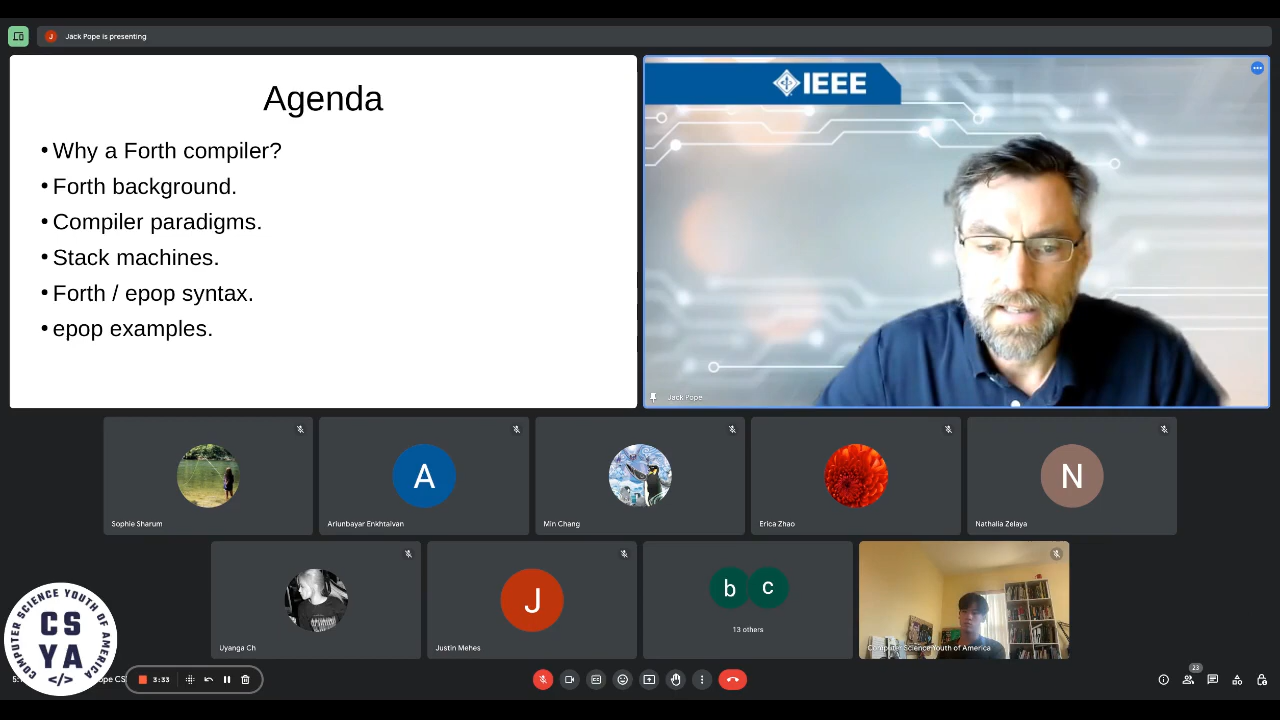 J
Jack Pope is presenting
Agenda
• Why a Forth compiler?
• Forth background.
• Compiler paradigms.
• Stack machines.
• Forth / epop syntax.
• epop examples.
IEEE
Jack Pope
Sophie Sharum
A
Ariunbayar Enkhtaivan
Min Chang
Erica Zhao
N
Nathalia Zelaya
Uyanga Ch
J
Justin Mehes
b
c
13 others
Computer Science Youth of America
COMPUTER SCIENCE YOUTH OF AMERICA
CS
YA
</>
3:33
23